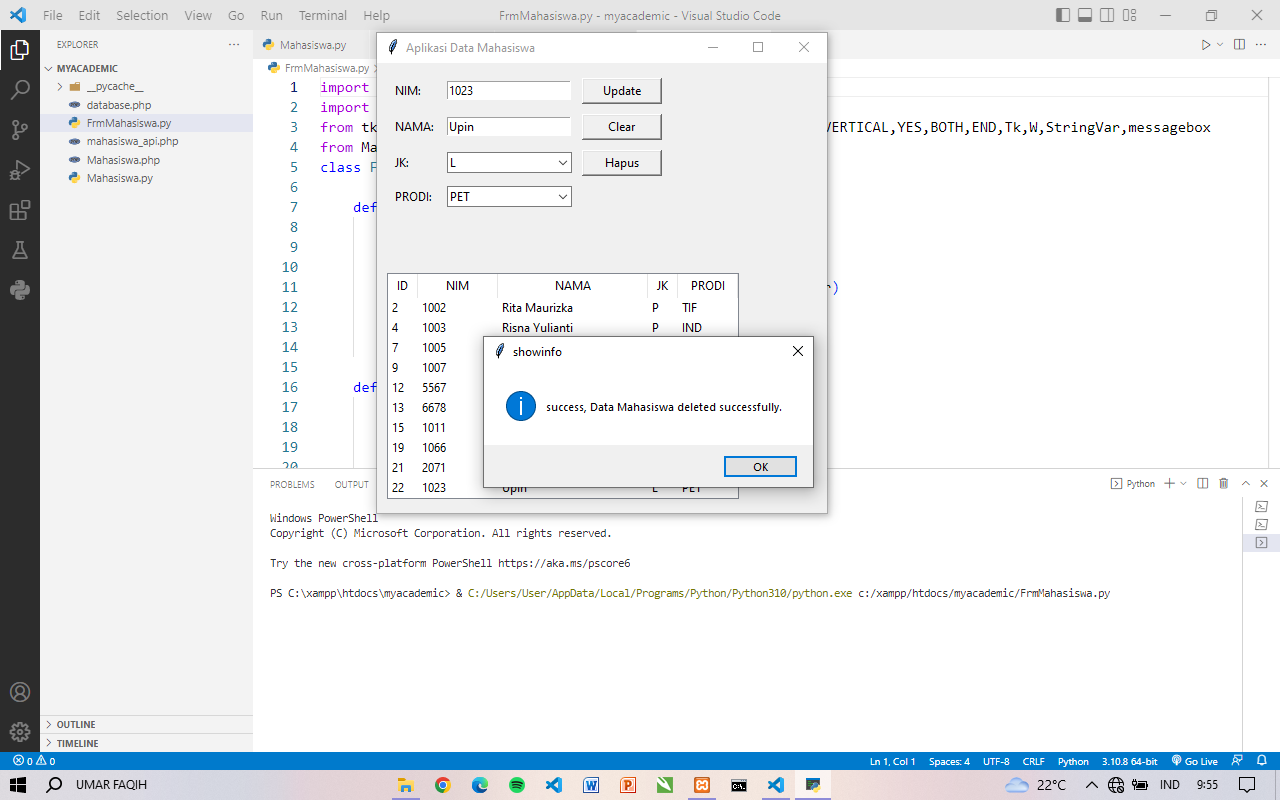 File Edit Selection View Go Run Terminal Help FrmMahasiswa.py - myacademic - Visual Studio Code
EXPLORER
MYACADEMIC
__pycache__
database.php
FrmMahasiswa.py
mahasiswa_api.php
Mahasiswa.php
Mahasiswa.py
OUTLINE
TIMELINE
Mahasiswa.py
FrmMahasiswa.py
1 import
2 import
3 from tk VERTICAL,YES,BOTH,END,Tk,W,StringVar,messagebox
4 from Ma
5 class F
6
7 def
8
9
10
11 )
12
13
14
15
16 def
17
18
19
20
Aplikasi Data Mahasiswa
NIM: 1023 Update
NAMA: Upin Clear
JK: L Hapus
PRODI: PET
ID NIM NAMA JK PRODI
2 1002 Rita Maurizka P TIF
4 1003 Risna Yulianti P IND
7 1005
9 1007
12 5567
13 6678
15 1011
19 1066
21 2071
22 1023 Upin L PET
showinfo
success, Data Mahasiswa deleted successfully.
OK
PROBLEMS OUTPUT Python
Windows PowerShell
Copyright (C) Microsoft Corporation. All rights reserved.
Try the new cross-platform PowerShell https://aka.ms/pscore6
PS C:\xampp\htdocs\myacademic> & C:/Users/User/AppData/Local/Programs/Python/Python310/python.exe c:/xampp/htdocs/myacademic/FrmMahasiswa.py
0 0 Ln 1, Col 1 Spaces: 4 UTF-8 CRLF Python 3.10.8 64-bit Go Live
UMAR FAQIH 22°C IND 9:55